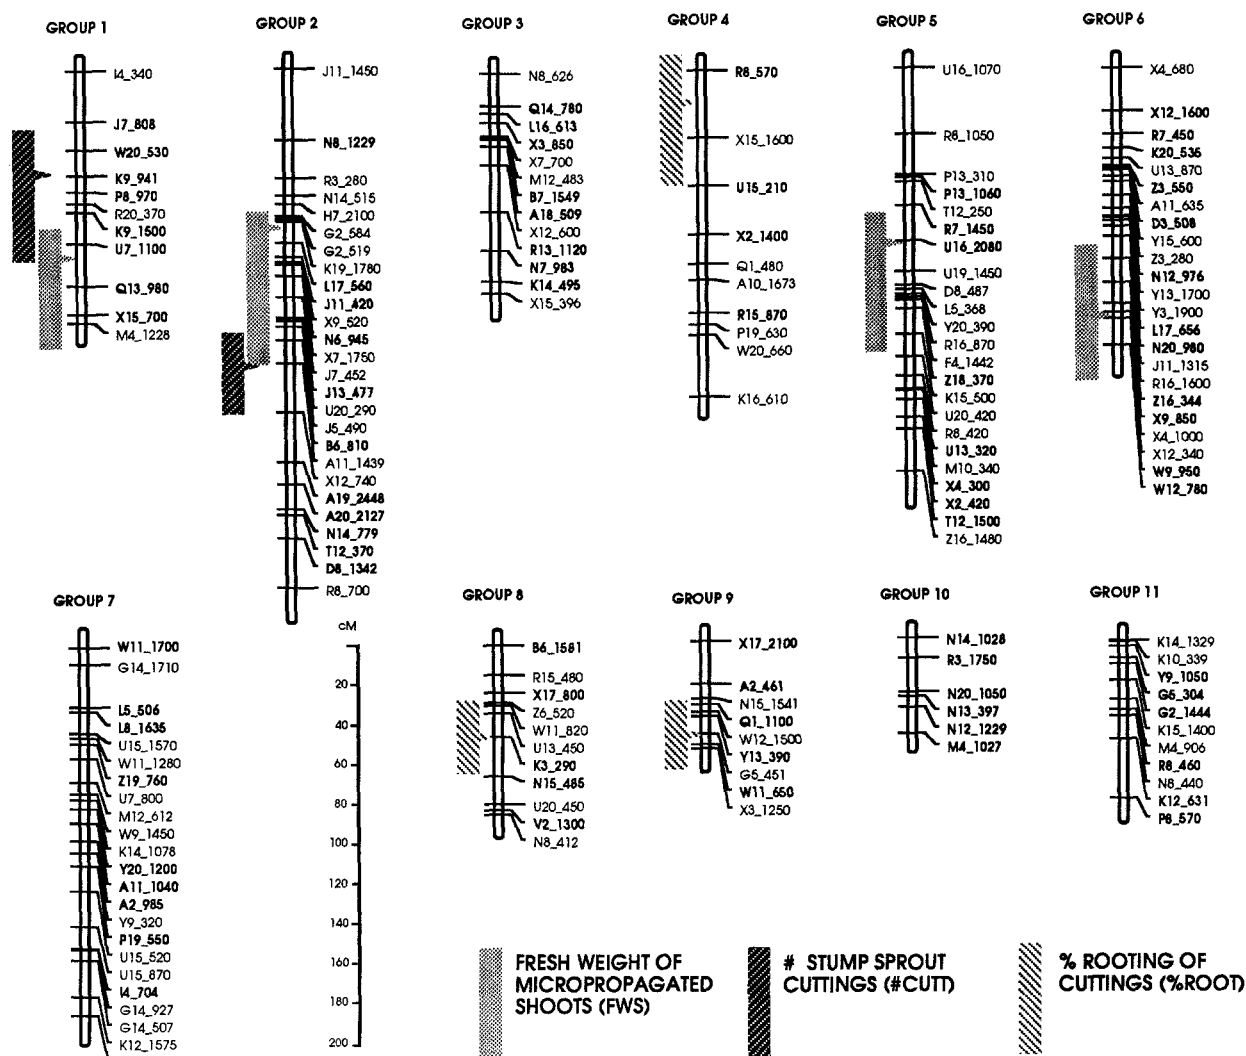 GROUP 1
I4_340
J7_808
W20_530
K9_941
P8_970
R20_370
K9_1500
U7_1100
Q13_980
X15_700
M4_1228
GROUP 2
J11_1450
N8_1229
R3_280
N14_515
H7_2100
G2_584
G2_519
K19_1780
L17_560
J11_420
X9_520
N6_945
X7_1750
J7_452
J13_477
U20_290
J5_490
B6_810
A11_1439
X12_740
A19_2448
A20_2127
N14_779
T12_370
D8_1342
R8_700
GROUP 3
N8_626
Q14_780
L16_613
X3_850
X7_700
M12_483
B7_1549
A18_509
X12_600
R13_1120
N7_983
K14_495
X15_396
GROUP 4
R8_570
X15_1600
U15_210
X2_1400
Q1_480
A10_1673
R15_870
P19_630
W20_660
K16_610
GROUP 5
U16_1070
R8_1050
P13_310
P13_1060
T12_250
R7_1450
U16_2080
U19_1450
D8_487
L5_368
Y20_390
R16_870
F4_1442
Z18_370
K15_500
U20_420
R8_420
U13_320
M10_340
X4_300
X2_420
T12_1500
Z16_1480
GROUP 6
X4_680
X12_1600
R7_450
K20_536
U13_870
Z3_550
A11_635
D3_508
Y15_600
Z3_280
N12_976
Y13_1700
Y3_1900
L17_656
N20_980
J11_1315
R16_1600
Z16_344
X9_850
X4_1000
X12_340
W9_950
W12_780
GROUP 7
W11_1700
G14_1710
L5_506
L8_1635
U15_1570
W11_1280
Z19_760
U7_800
M12_612
W9_1450
K14_1078
Y20_1200
A11_1040
A2_985
Y9_320
P19_550
U15_520
U15_870
I4_704
G14_927
G14_507
K12_1575
cM
20
40
60
80
100
120
140
160
180
200
GROUP 8
B6_1581
R15_480
X17_800
Z6_520
W11_820
U13_450
K3_290
N15_485
U20_450
V2_1300
N8_412
GROUP 9
X17_2100
A2_461
N15_1541
Q1_1100
W12_1500
Y13_390
G5_451
W11_650
X3_1250
GROUP 10
N14_1028
R3_1750
N20_1050
N13_397
N12_1229
M4_1027
GROUP 11
K14_1329
K10_339
Y9_1050
G5_304
G2_1444
K15_1400
M4_906
R8_460
N8_440
K12_631
P8_570
FRESH WEIGHT OF
MICROPROPAGATED
SHOOTS (FWS)
# STUMP SPROUT
CUTTINGS (#CUTT)
% ROOTING OF
CUTTINGS (%ROOT)